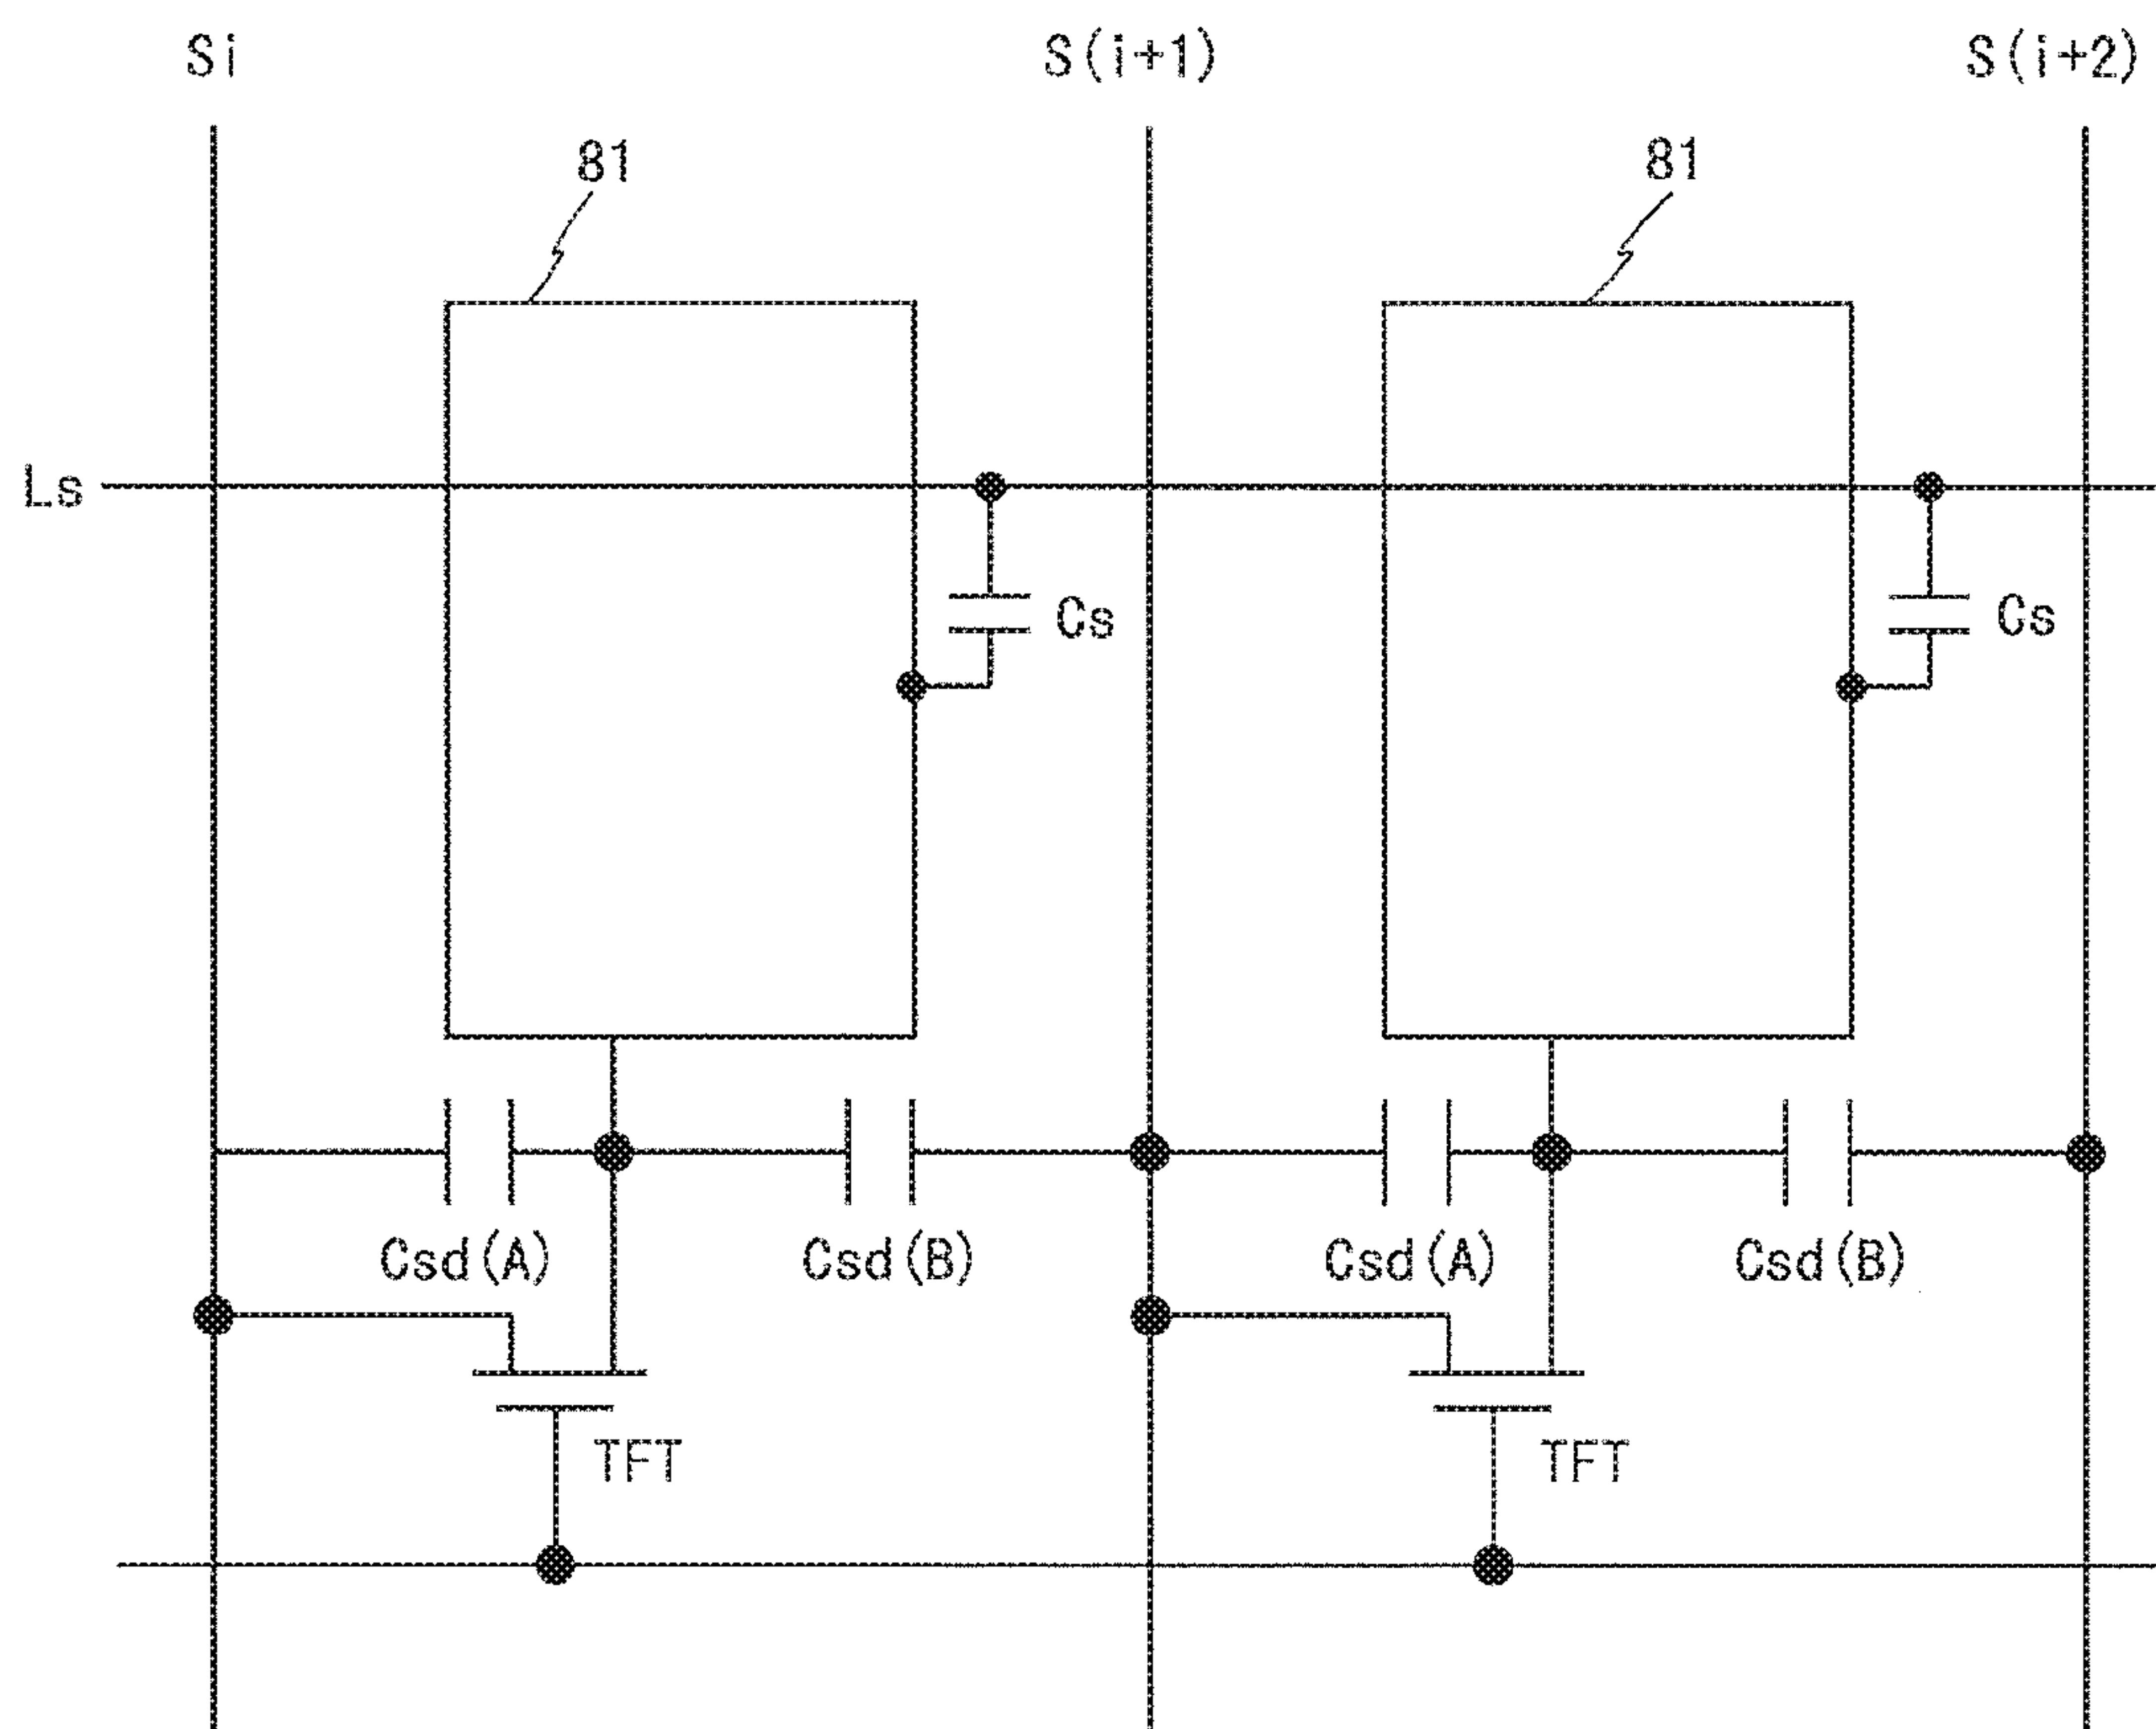 Si S(i+1) S(i+2)
81 81
Ls
Cs Cs
Csd(A) Csd(B) Csd(A) Csd(B)
TFT TFT